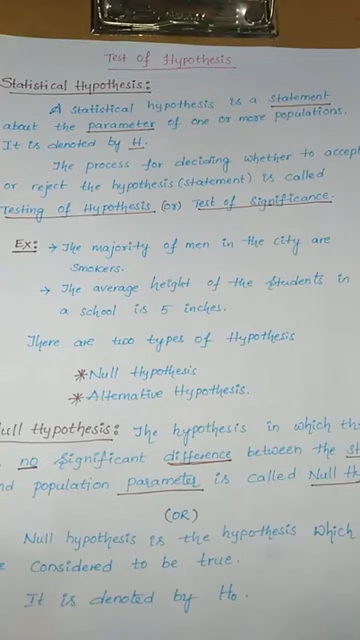 Test of Hypothesis
Statistical Hypothesis:
A statistical hypothesis is a statement
about the parameter of one or more populations.
It is denoted by H.
The process for deciding whether to accept
or reject the hypothesis (statement) is called
Testing of Hypothesis (or) Test of Significance.
Ex: → The majority of men in the city are
smokers.
→ The average height of the students in
a school is 5 inches.
There are two types of Hypothesis
* Null Hypothesis
* Alternative Hypothesis.
Null Hypothesis: The hypothesis in which th
no significant difference between the st
nd population parameter is called Null th
(OR)
Null hypothesis is the hypothesis which
e considered to be true.
It is denoted by H₀.